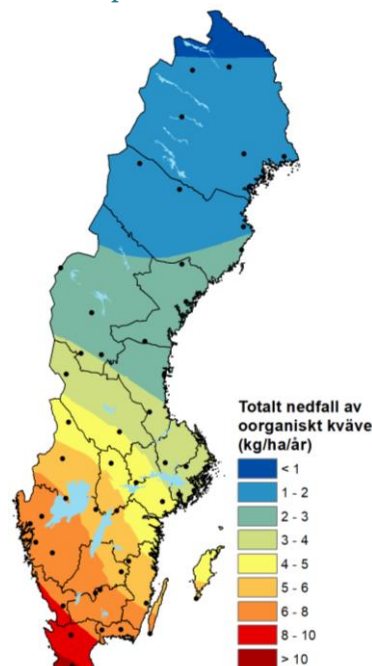 Totalt nedfall av
oorganiskt kväve
(kg/ha/år)
< 1
1 - 2
2 - 3
3 - 4
4 - 5
5 - 6
6 - 8
8 - 10
> 10